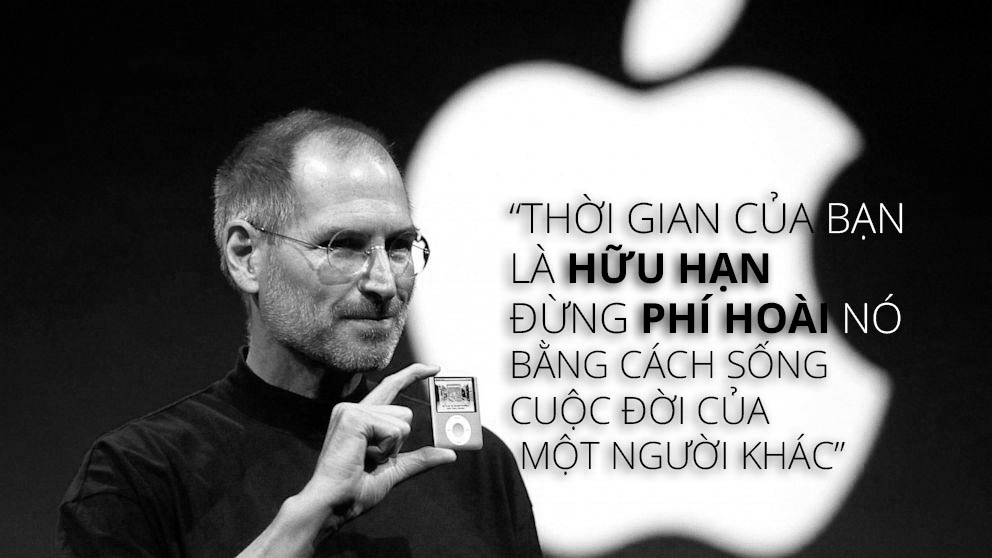 “THỜI GIAN CỦA BẠN
LÀ HỮU HẠN
ĐỪNG PHÍ HOÀI NÓ
BẰNG CÁCH SỐNG
CUỘC ĐỜI CỦA
MỘT NGƯỜI KHÁC”